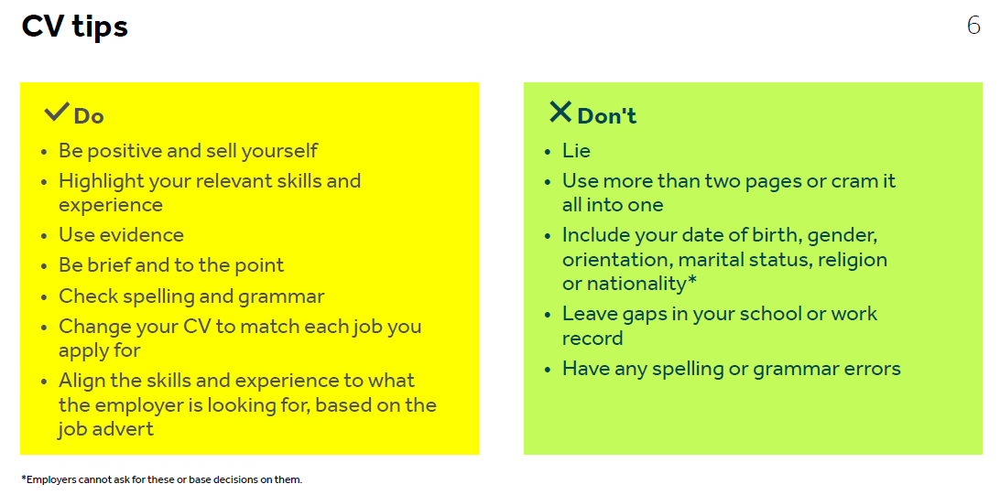 CV tips
6
✓ Do
• Be positive and sell yourself
• Highlight your relevant skills and
experience
• Use evidence
• Be brief and to the point
• Check spelling and grammar
• Change your CV to match each job you
apply for
• Align the skills and experience to what
the employer is looking for, based on the
job advert
✕ Don't
• Lie
• Use more than two pages or cram it
all into one
• Include your date of birth, gender,
orientation, marital status, religion
or nationality*
• Leave gaps in your school or work
record
• Have any spelling or grammar errors
*Employers cannot ask for these or base decisions on them.